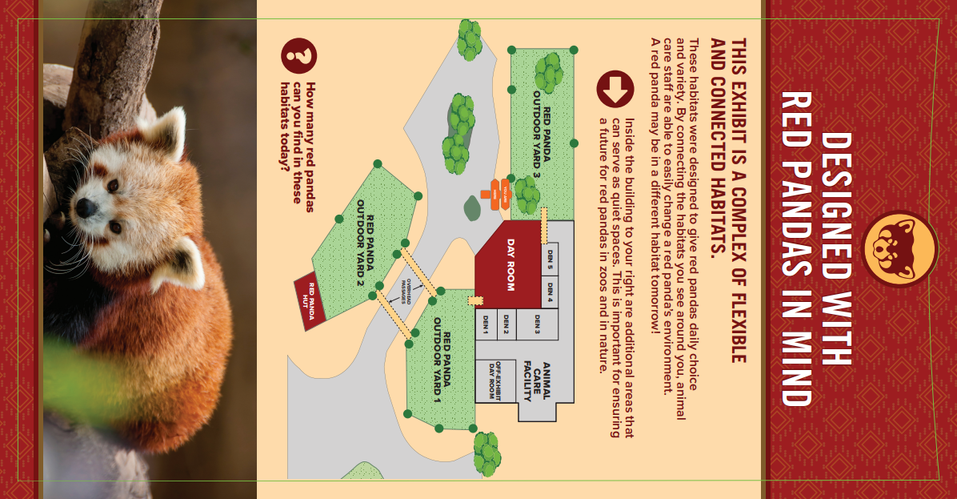 DESIGNED WITH
RED PANDAS IN MIND
THIS EXHIBIT IS A COMPLEX OF FLEXIBLE
AND CONNECTED HABITATS.
These habitats were designed to give red pandas daily choice
and variety. By connecting the habitats you see around you, animal
care staff are able to easily change a red panda's environment.
A red panda may be in a different habitat tomorrow!
Inside the building to your right are additional areas that
can serve as quiet spaces. This is important for ensuring
a future for red pandas in zoos and in nature.
RED PANDA
OUTDOOR YARD 3
DAY ROOM
DEN 5
DEN 4
DEN 3
DEN 2
DEN 1
ANIMAL
CARE
FACILITY
OFF-EXHIBIT
DAY ROOM
RED PANDA
OUTDOOR YARD 1
OVERHEAD
PASSAGES
RED PANDA
OUTDOOR YARD 2
RED PANDA
HUT
?
How many red pandas
can you find in these
habitats today?